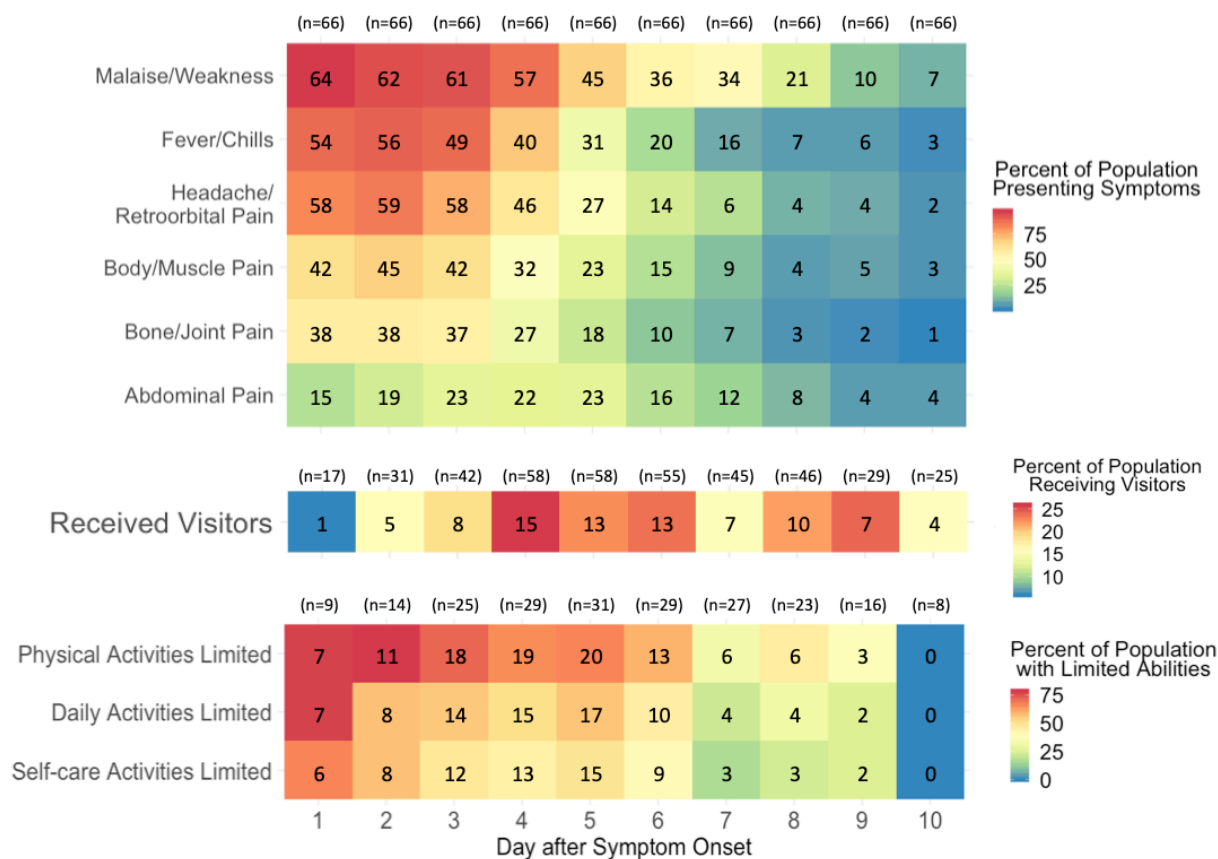 (n=66) (n=66) (n=66) (n=66) (n=66) (n=66) (n=66) (n=66) (n=66) (n=66)
Malaise/Weakness 64 62 61 57 45 36 34 21 10 7
Fever/Chills 54 56 49 40 31 20 16 7 6 3
Headache/
Retroorbital Pain 58 59 58 46 27 14 6 4 4 2
Body/Muscle Pain 42 45 42 32 23 15 9 4 5 3
Bone/Joint Pain 38 38 37 27 18 10 7 3 2 1
Abdominal Pain 15 19 23 22 23 16 12 8 4 4
Percent of Population
Presenting Symptoms
75
50
25
(n=17) (n=31) (n=42) (n=58) (n=58) (n=55) (n=45) (n=46) (n=29) (n=25)
Received Visitors 1 5 8 15 13 13 7 10 7 4
Percent of Population
Receiving Visitors
25
20
15
10
(n=9) (n=14) (n=25) (n=29) (n=31) (n=29) (n=27) (n=23) (n=16) (n=8)
Physical Activities Limited 7 11 18 19 20 13 6 6 3 0
Daily Activities Limited 7 8 14 15 17 10 4 4 2 0
Self-care Activities Limited 6 8 12 13 15 9 3 3 2 0
Percent of Population
with Limited Abilities
75
50
25
0
1 2 3 4 5 6 7 8 9 10
Day after Symptom Onset